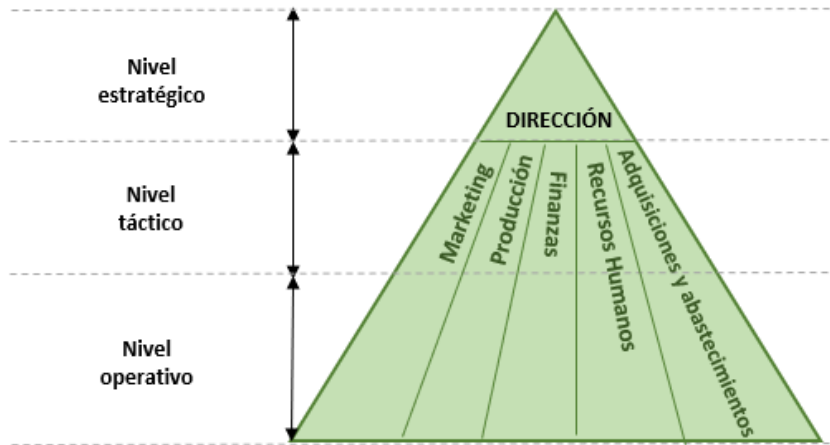 Nivel
estratégico
DIRECCIÓN
Nivel
táctico
Marketing
Producción
Finanzas
Recursos Humanos
Adquisiciones y abastecimientos
Nivel
operativo